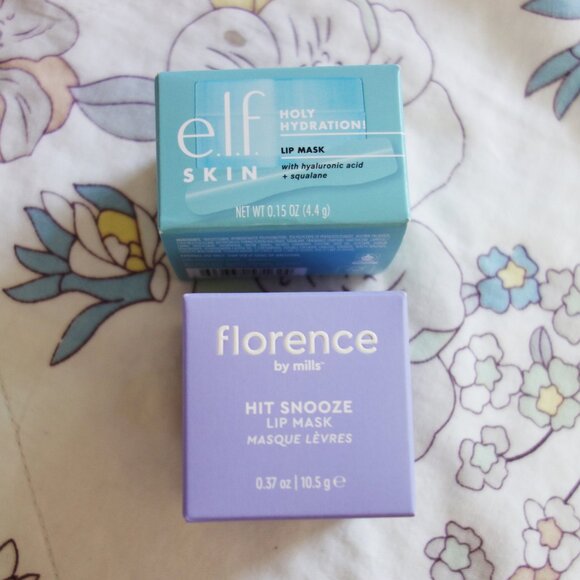 e.l.f.
SKIN
HOLY
HYDRATION!
LIP MASK
with hyaluronic acid
+ squalane
NET WT 0.15 OZ (4.4 g)
florence
by mills™
HIT SNOOZE
LIP MASK
MASQUE LÈVRES
0.37 oz | 10.5 g ℮